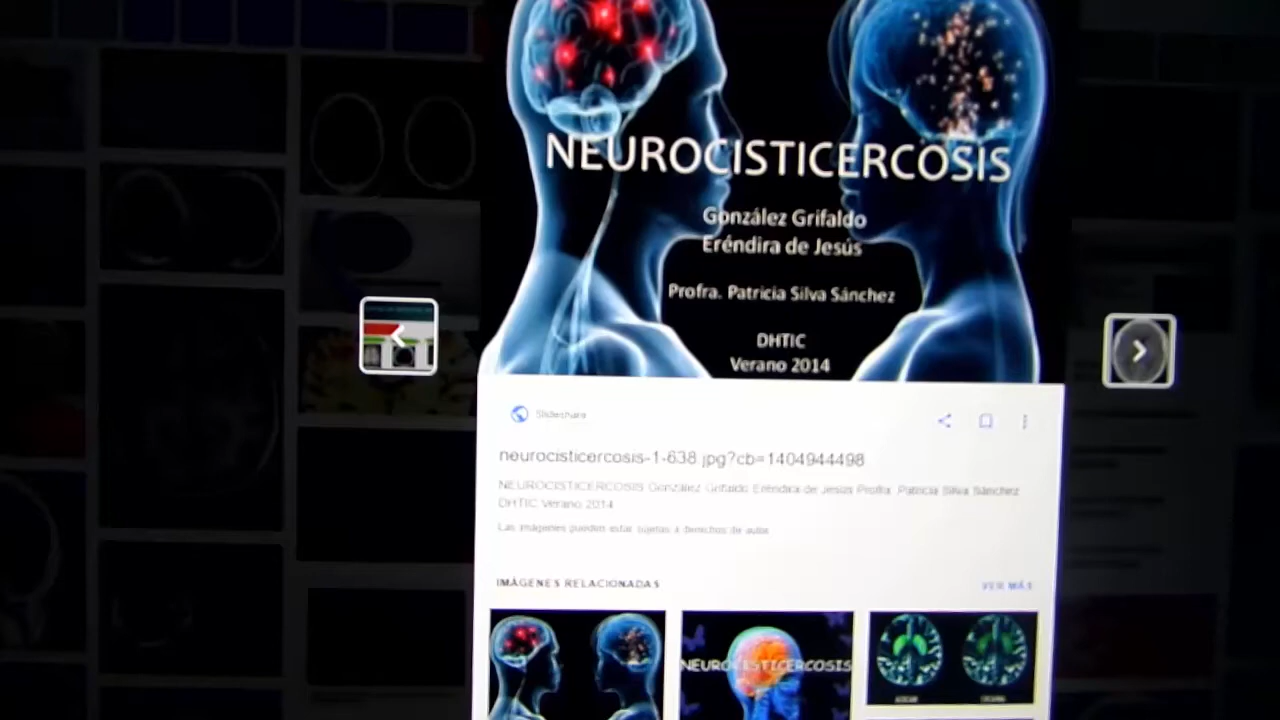 NEUROCISTICERCOSIS
González Grifaldo
Eréndira de Jesús
Profra. Patricia Silva Sánchez
DHTIC
Verano 2014
Slideshare
neurocisticercosis-1-638.jpg?cb=1404944498
NEUROCISTICERCOSIS González Grifaldo Eréndira de Jesús Profra. Patricia Silva Sánchez
DHTIC Verano 2014
Las imágenes pueden estar sujetas a derechos de autor.
IMÁGENES RELACIONADAS
VER MÁS
NEUROCISTICERCOSIS